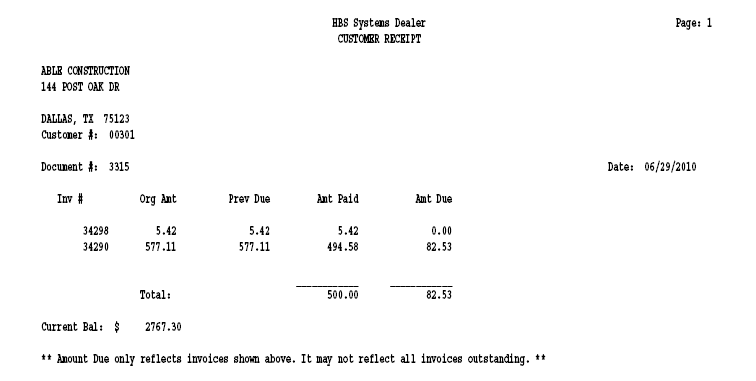 HBS Systems Dealer Page: 1
CUSTOMER RECEIPT
ABLE CONSTRUCTION
144 POST OAK DR
DALLAS, TX 75123
Customer #: 00301
Document #: 3315 Date: 06/29/2010
Inv # Org Amt Prev Due Amt Paid Amt Due
34298 5.42 5.42 5.42 0.00
34290 577.11 577.11 494.58 82.53
Total: 500.00 82.53
Current Bal: $ 2767.30
** Amount Due only reflects invoices shown above. It may not reflect all invoices outstanding. **